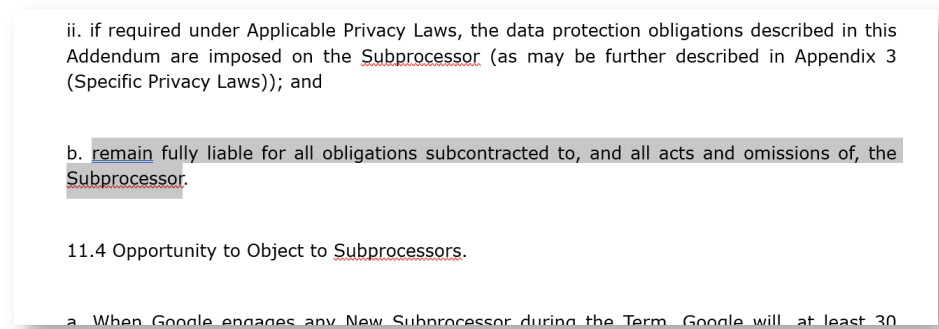 ii. if required under Applicable Privacy Laws, the data protection obligations described in this
Addendum are imposed on the Subprocessor (as may be further described in Appendix 3
(Specific Privacy Laws)); and
b. remain fully liable for all obligations subcontracted to, and all acts and omissions of, the
Subprocessor.
11.4 Opportunity to Object to Subprocessors.
a. When Google engages any New Subprocessor during the Term, Google will, at least 30